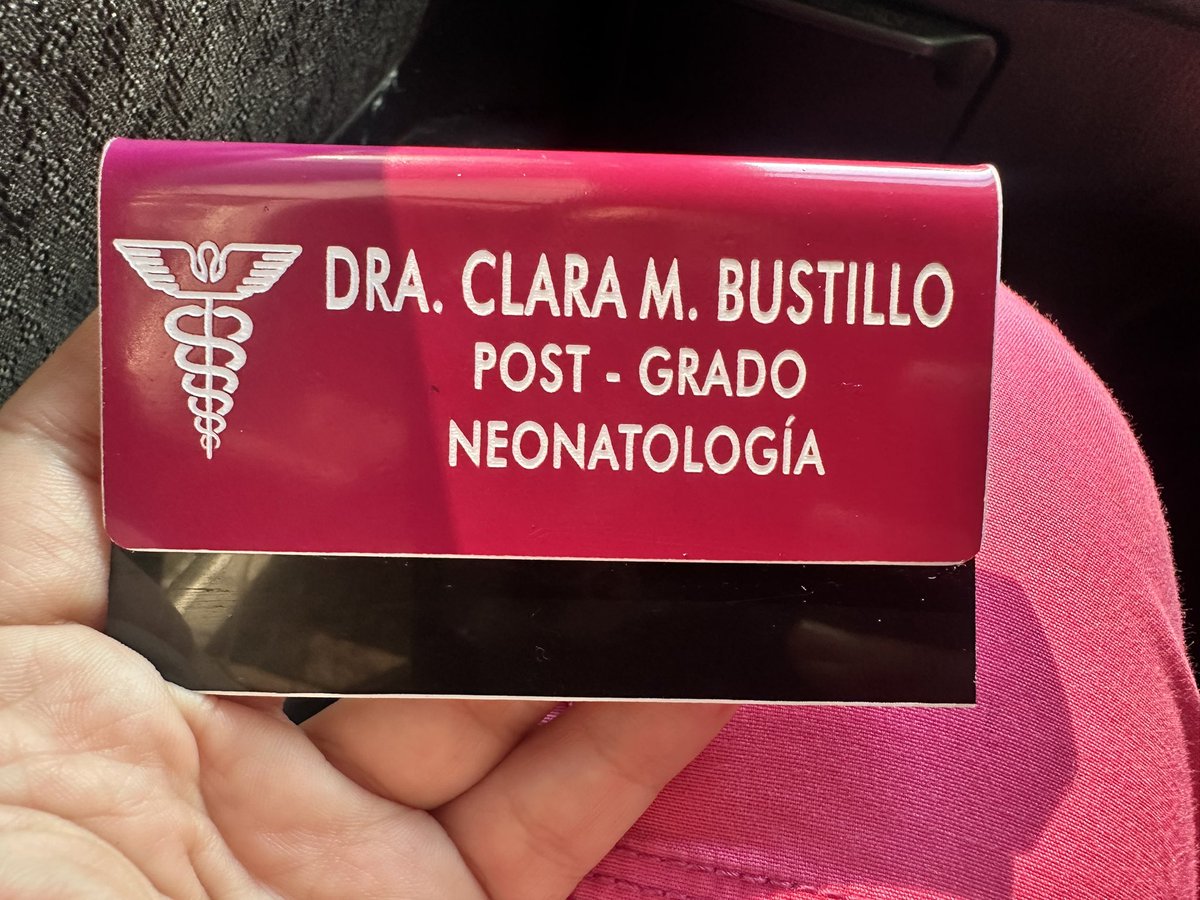 DRA. CLARA M. BUSTILLO
POST - GRADO
NEONATOLOGÍA